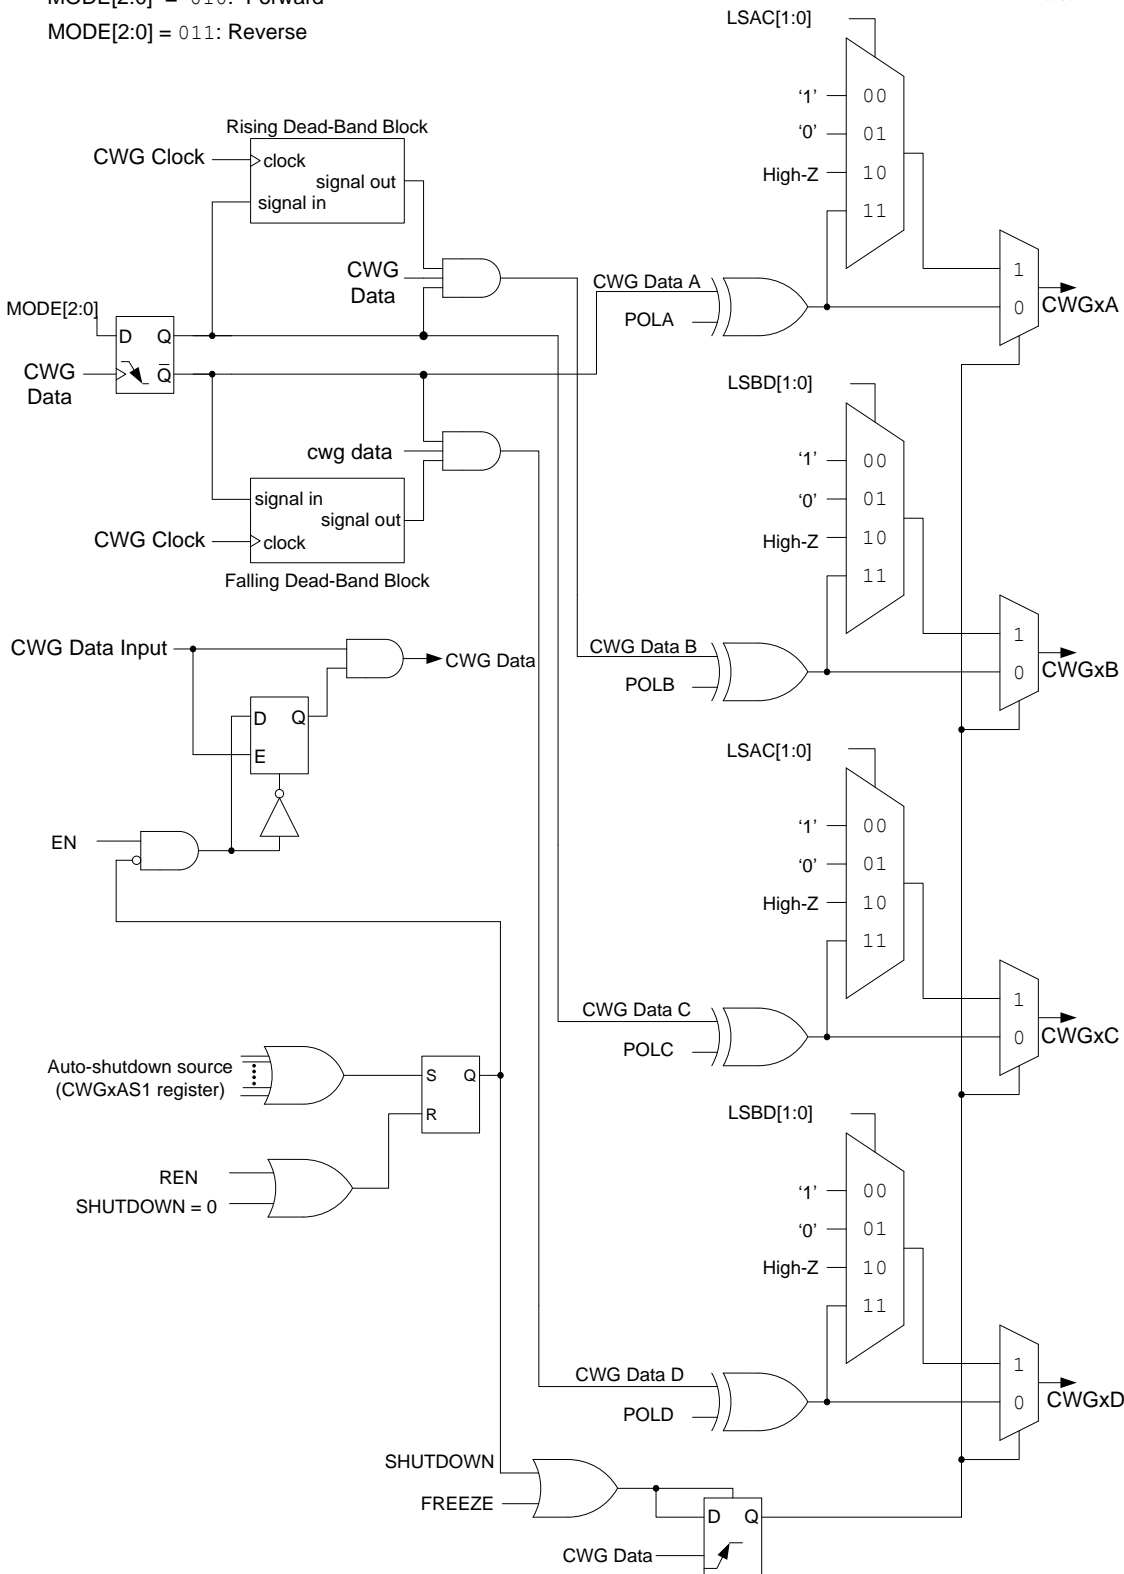 MODE[2:0] = 010: Forward
MODE[2:0] = 011: Reverse
LSAC[1:0]
'1'
00
'0'
01
High-Z
10
11
1
0
CWGxA
Rising Dead-Band Block
CWG Clock
clock
signal out
signal in
CWG
Data
CWG Data A
POLA
MODE[2:0]
D
Q
CWG
Data
Q
cwg data
signal in
signal out
CWG Clock
clock
Falling Dead-Band Block
LSBD[1:0]
'1'
00
'0'
01
High-Z
10
11
1
0
CWGxB
CWG Data B
POLB
CWG Data Input
CWG Data
D
Q
E
EN
LSAC[1:0]
'1'
00
'0'
01
High-Z
10
11
1
0
CWGxC
CWG Data C
POLC
Auto-shutdown source
(CWGxAS1 register)
S
Q
R
REN
SHUTDOWN = 0
LSBD[1:0]
'1'
00
'0'
01
High-Z
10
11
1
0
CWGxD
CWG Data D
POLD
SHUTDOWN
FREEZE
D
Q
CWG Data